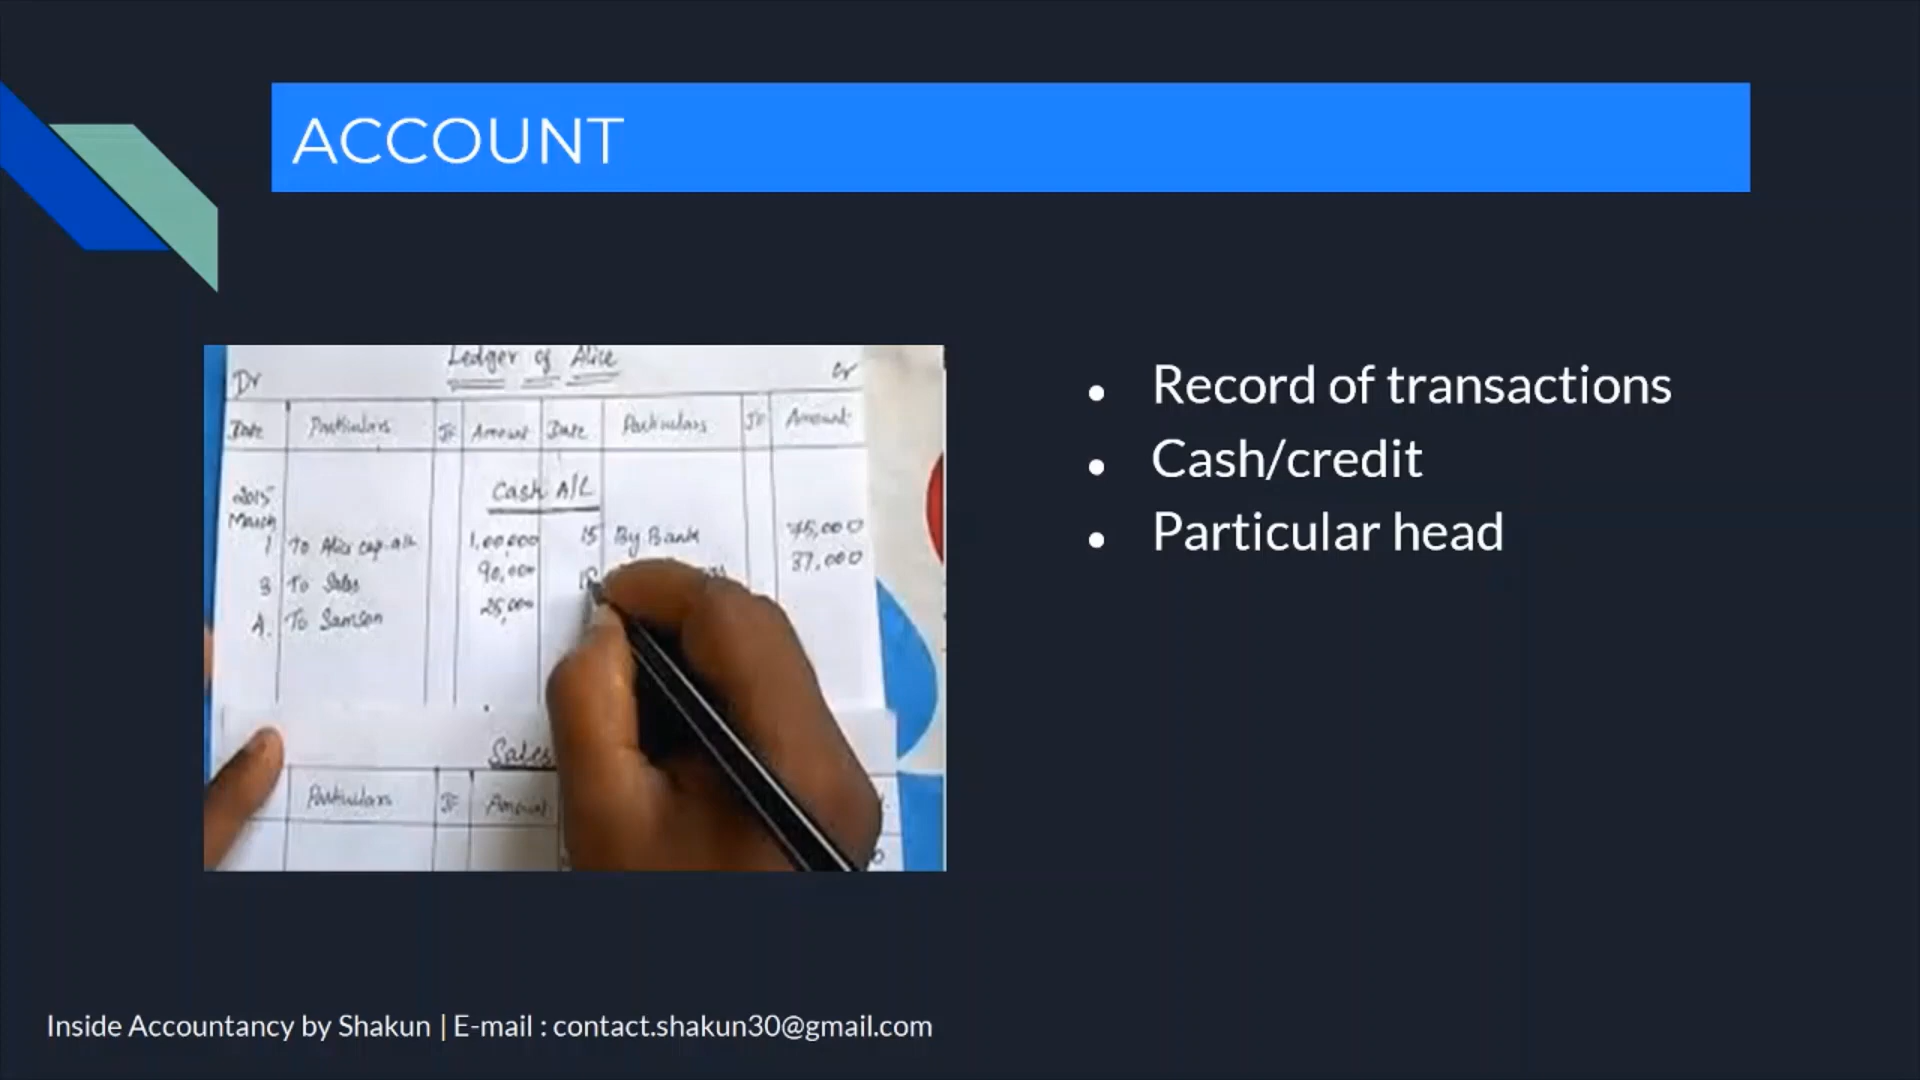 ACCOUNT
Ledger of Alice
Dr
Cr
Date Particulars JF Amount Date Particulars JF Amount
Cash A/C
2015
March
1 To Alice cap. a/c 1,00,000 15 By Bank 75,000
3 To Sales 90,000 37,000
4. To Samson 25,000
Sales
Particulars JF Amount
Record of transactions
Cash/credit
Particular head
Inside Accountancy by Shakun | E-mail : contact.shakun30@gmail.com